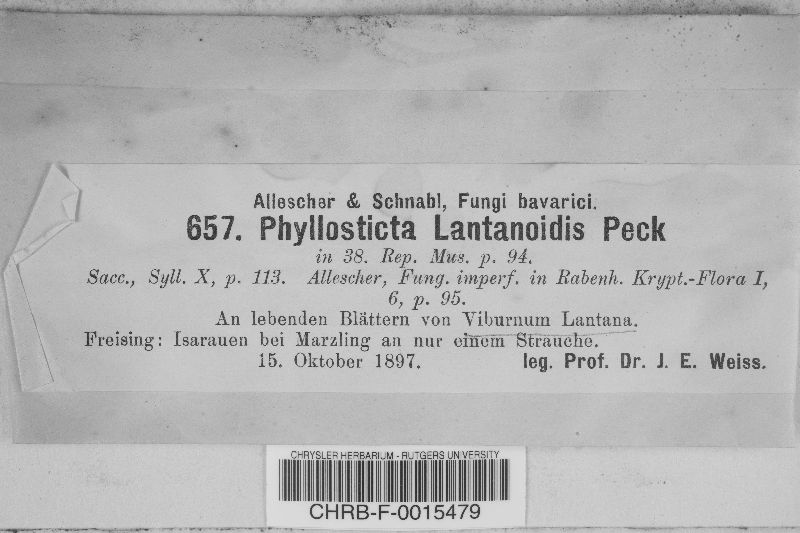 Allescher & Schnabl, Fungi bavarici.
657. Phyllosticta Lantanoidis Peck
in 38. Rep. Mus. p. 94.
Sacc., Syll. X, p. 113. Allescher, Fung. imperf. in Rabenh. Krypt.-Flora I,
6, p. 95.
An lebenden Blättern von Viburnum Lantana.
Freising: Isarauen bei Marzling an nur einem Strauche.
15. Oktober 1897. leg. Prof. Dr. J. E. Weiss.
CHRYSLER HERBARIUM - RUTGERS UNIVERSITY
CHRB-F-0015479